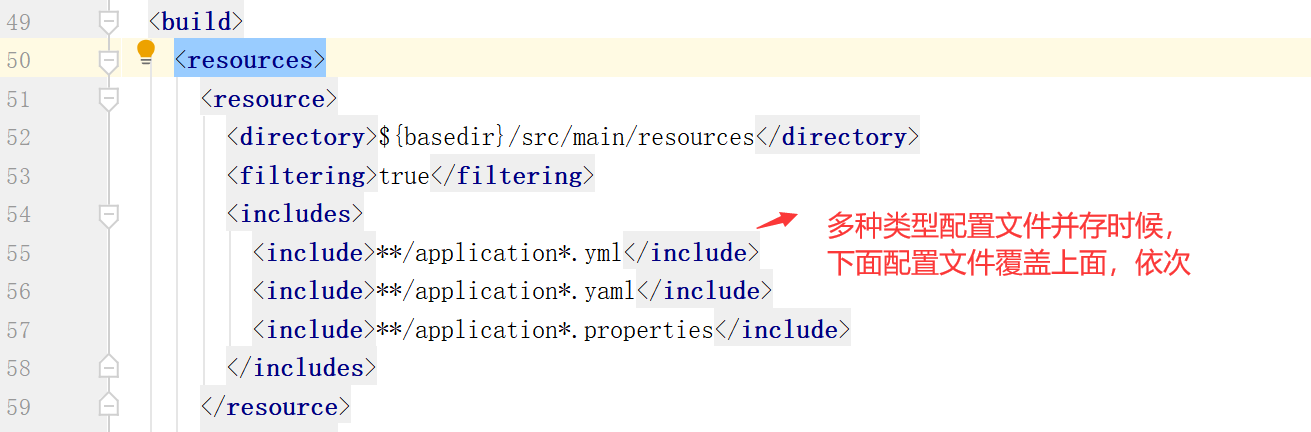 49 <build>
50 <resources>
51 <resource>
52 <directory>${basedir}/src/main/resources</directory>
53 <filtering>true</filtering>
54 <includes>
55 <include>**/application*.yml</include>
56 <include>**/application*.yaml</include>
57 <include>**/application*.properties</include>
58 </includes>
59 </resource>
多种类型配置文件并存时候，
下面配置文件覆盖上面，依次